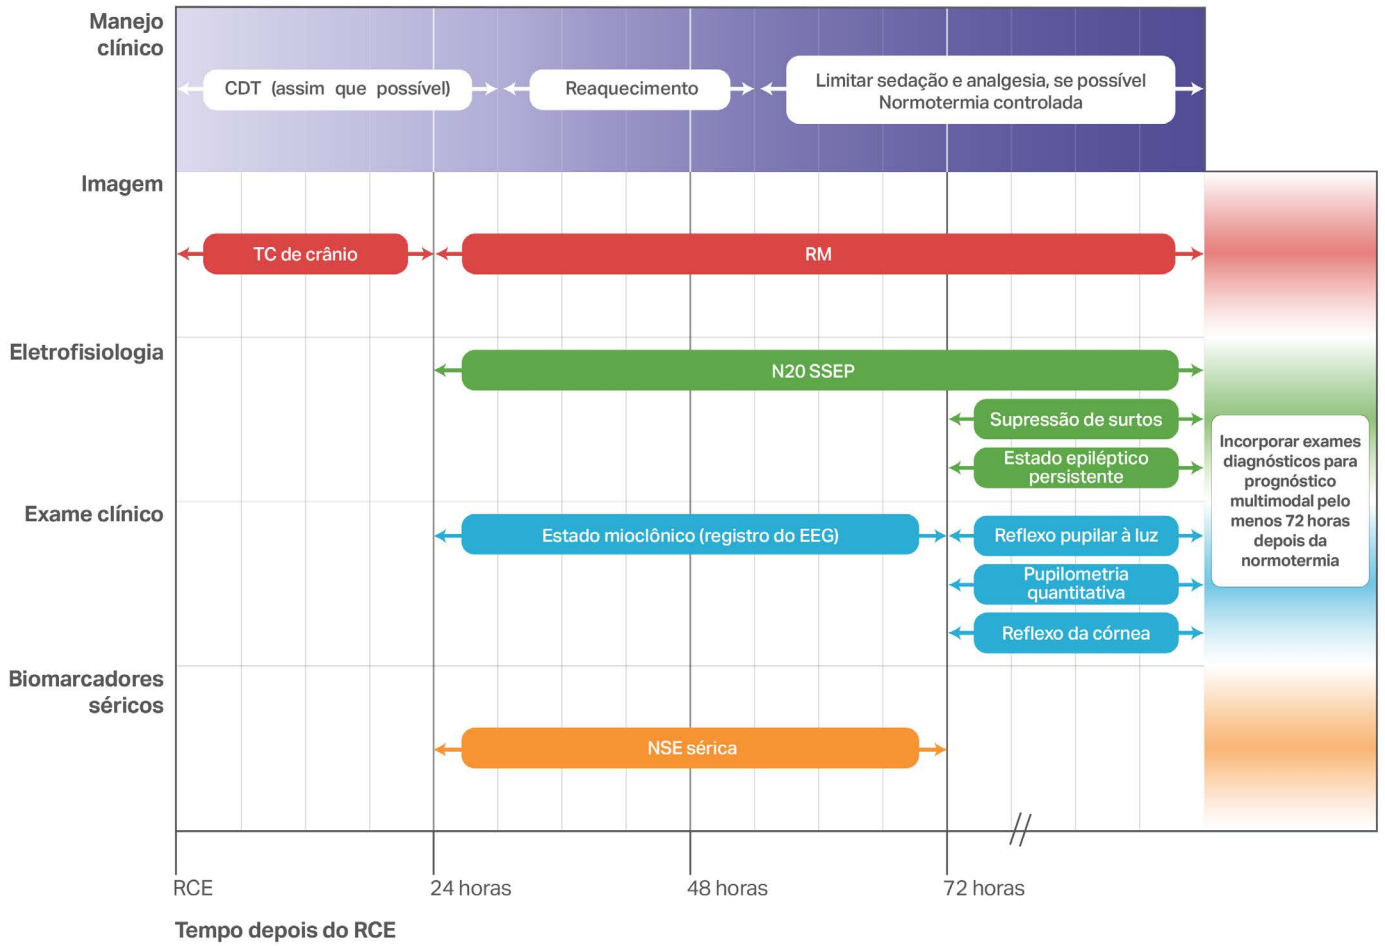 Manejo
clínico
CDT (assim que possível)
Reaquecimento
Limitar sedação e analgesia, se possível
Normotermia controlada
Imagem
TC de crânio
RM
Eletrofisiologia
N20 SSEP
Supressão de surtos
Estado epiléptico
persistente
Exame clínico
Estado mioclônico (registro do EEG)
Reflexo pupilar à luz
Pupilometria
quantitativa
Reflexo da córnea
Biomarcadores
séricos
NSE sérica
Incorporar exames
diagnósticos para
prognóstico
multimodal pelo
menos 72 horas
depois da
normotermia
RCE
24 horas
48 horas
72 horas
Tempo depois do RCE